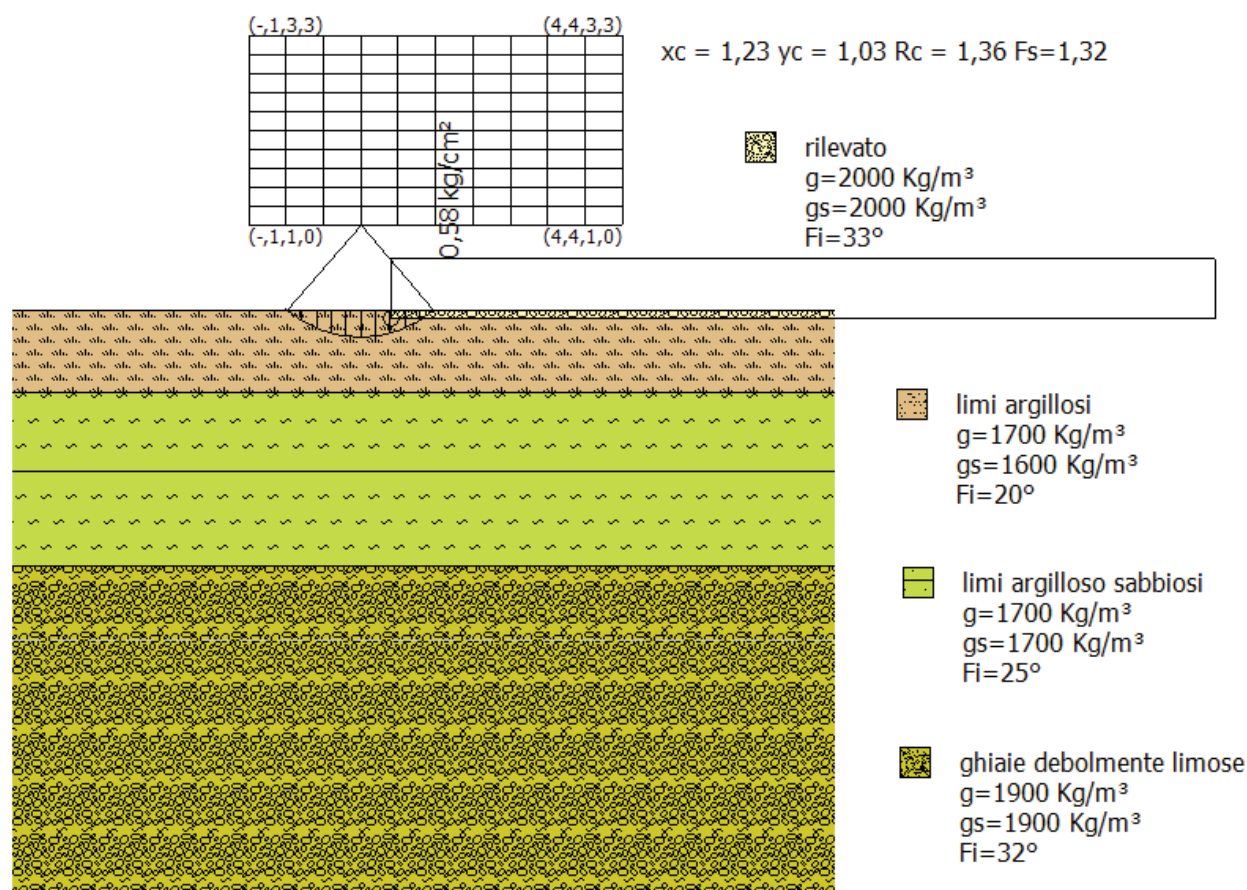 (-,1,3,3)
(4,4,3,3)
xc = 1,23 yc = 1,03 Rc = 1,36 Fs=1,32
0,58 kg/cm²
(-,1,1,0)
(4,4,1,0)
rilevato
g=2000 Kg/m³
gs=2000 Kg/m³
Fi=33°
limi argillosi
g=1700 Kg/m³
gs=1600 Kg/m³
Fi=20°
limi argilloso sabbiosi
g=1700 Kg/m³
gs=1700 Kg/m³
Fi=25°
ghiaie debolmente limose
g=1900 Kg/m³
gs=1900 Kg/m³
Fi=32°